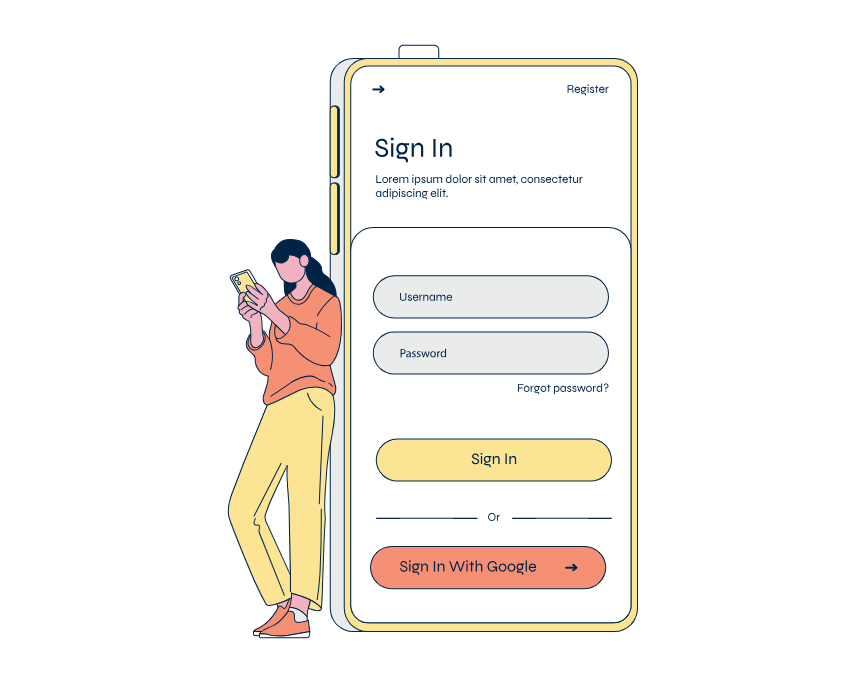 Register
Sign In
Lorem ipsum dolor sit amet, consectetur
adipiscing elit.
Username
Password
Forgot password?
Sign In
Or
Sign In With Google